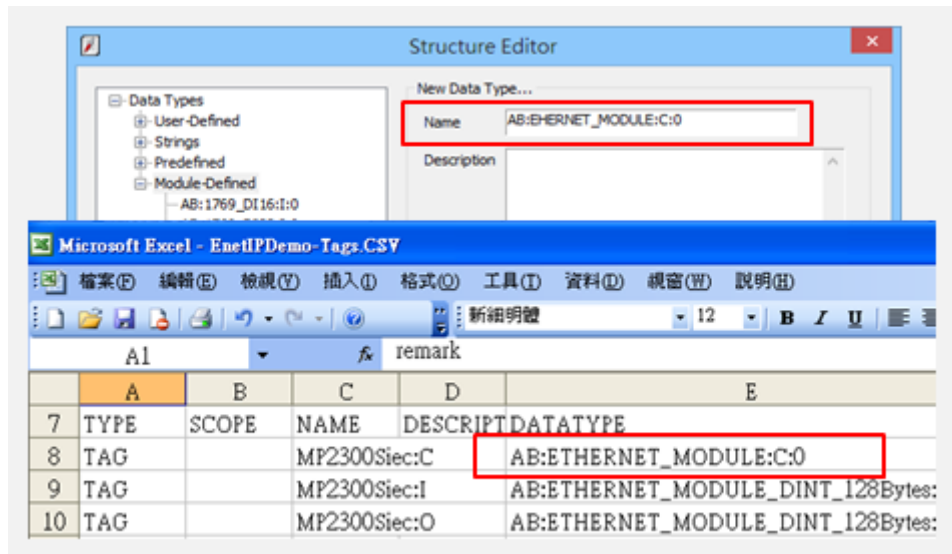 Structure Editor
Data Types
User-Defined
Strings
Predefined
Module-Defined
AB:1769_DI16:I:0
New Data Type...
Name AB:EHERNET_MODULE:C:0
Description
Microsoft Excel - EnetIPDemo-Tags.CSV
檔案(F) 編輯(E) 檢視(V) 插入(I) 格式(O) 工具(T) 資料(D) 視窗(W) 說明(H)
新細明體 12 B I U
A1 fx remark
A B C D E
7 TYPE SCOPE NAME DESCRIPT DATATYPE
8 TAG MP2300Siec:C AB:ETHERNET_MODULE:C:0
9 TAG MP2300Siec:I AB:ETHERNET_MODULE_DINT_128Bytes:
10 TAG MP2300Siec:O AB:ETHERNET_MODULE_DINT_128Bytes: